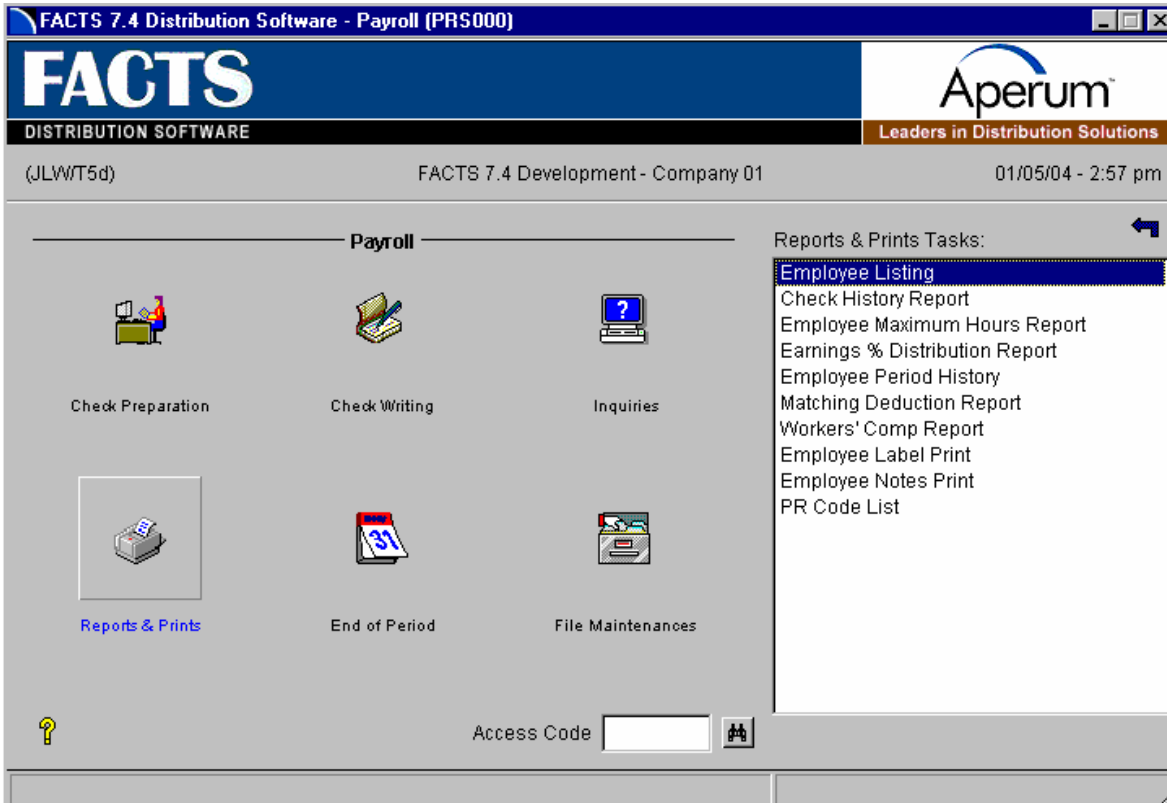 FACTS 7.4 Distribution Software - Payroll (PRS000)
FACTS
DISTRIBUTION SOFTWARE
Aperum™
Leaders in Distribution Solutions
(JLW/T5d)
FACTS 7.4 Development - Company 01
01/05/04 - 2:57 pm
Payroll
Check Preparation
Check Writing
?
Inquiries
Reports & Prints
31
End of Period
File Maintenances
?
Access Code
Reports & Prints Tasks:
Employee Listing
Check History Report
Employee Maximum Hours Report
Earnings % Distribution Report
Employee Period History
Matching Deduction Report
Workers' Comp Report
Employee Label Print
Employee Notes Print
PR Code List